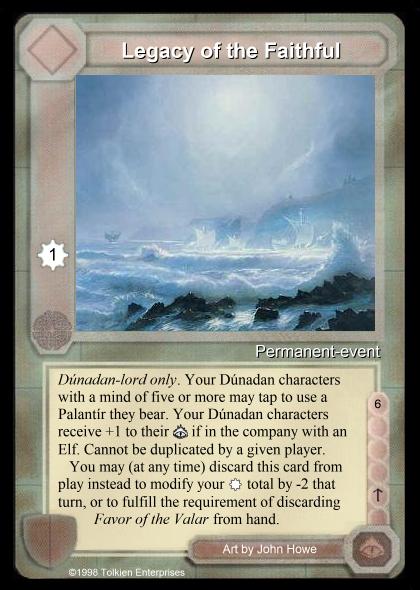 Legacy of the Faithful
1
Permanent-event
Dúnadan-lord only. Your Dúnadan characters
with a mind of five or more may tap to use a
Palantír they bear. Your Dúnadan characters
receive +1 to their if in the company with an
Elf. Cannot be duplicated by a given player.
You may (at any time) discard this card from
play instead to modify your total by -2 that
turn, or to fulfill the requirement of discarding
Favor of the Valar from hand.
6
Art by John Howe
©1998 Tolkien Enterprises